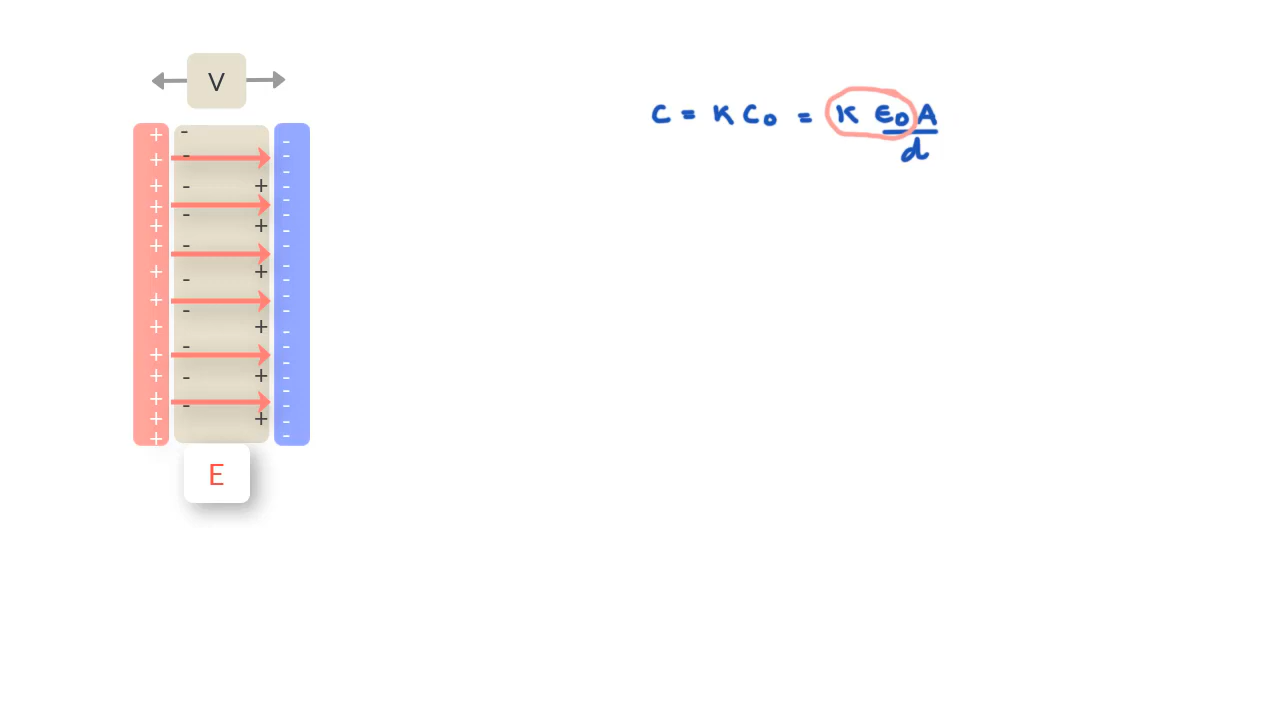 V
C = K C₀ = K ε₀ A
d
E